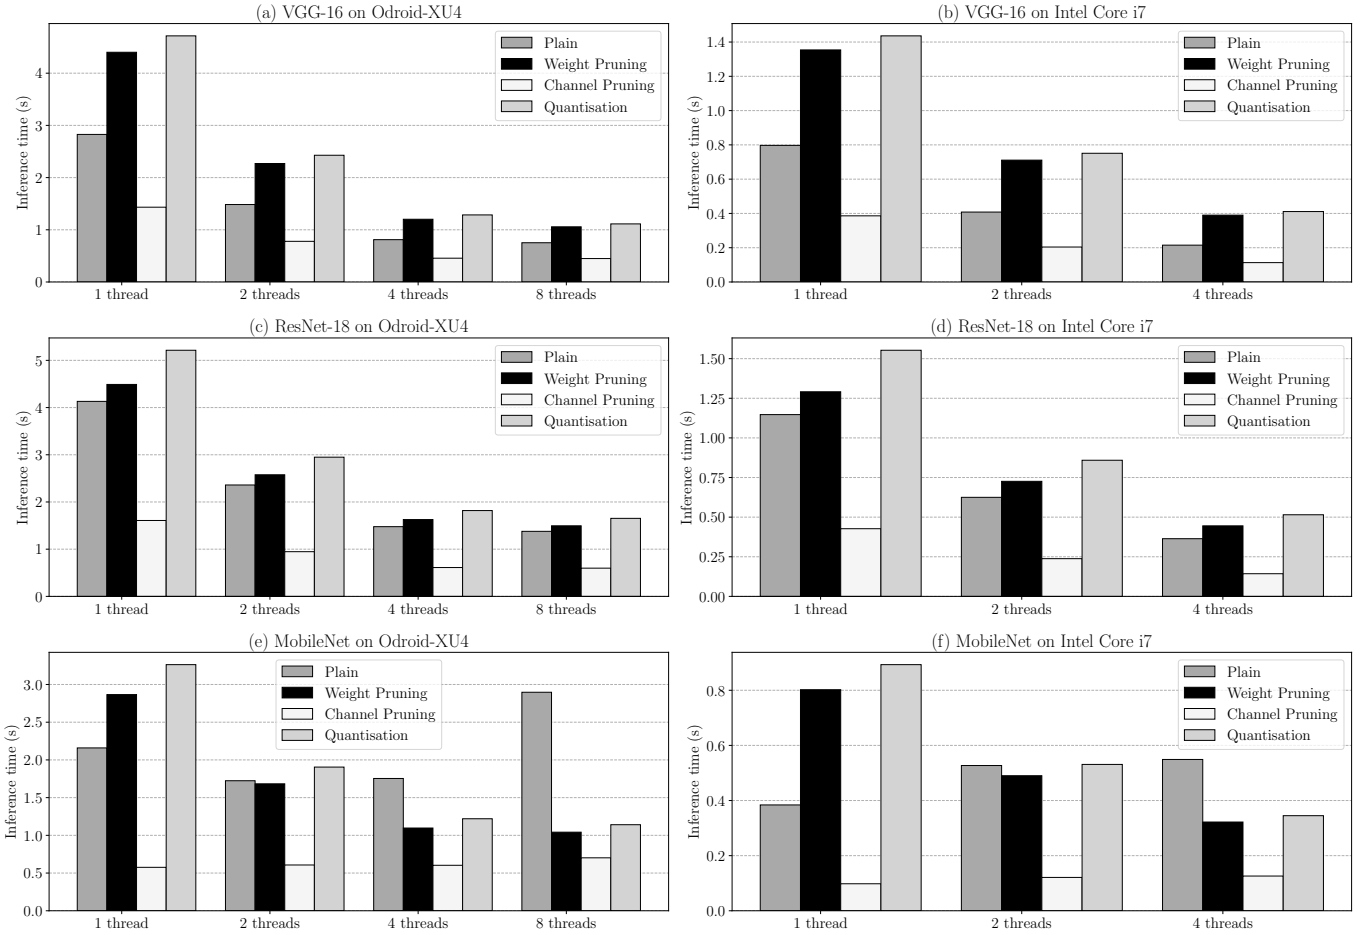 (a) VGG-16 on Odroid-XU4
Inference time (s)
4
3
2
1
0
Plain
Weight Pruning
Channel Pruning
Quantisation
1 thread
2 threads
4 threads
8 threads
(b) VGG-16 on Intel Core i7
Inference time (s)
1.4
1.2
1.0
0.8
0.6
0.4
0.2
0.0
Plain
Weight Pruning
Channel Pruning
Quantisation
1 thread
2 threads
4 threads
(c) ResNet-18 on Odroid-XU4
Inference time (s)
5
4
3
2
1
0
Plain
Weight Pruning
Channel Pruning
Quantisation
1 thread
2 threads
4 threads
8 threads
(d) ResNet-18 on Intel Core i7
Inference time (s)
1.50
1.25
1.00
0.75
0.50
0.25
0.00
Plain
Weight Pruning
Channel Pruning
Quantisation
1 thread
2 threads
4 threads
(e) MobileNet on Odroid-XU4
Inference time (s)
3.0
2.5
2.0
1.5
1.0
0.5
0.0
Plain
Weight Pruning
Channel Pruning
Quantisation
1 thread
2 threads
4 threads
8 threads
(f) MobileNet on Intel Core i7
Inference time (s)
0.8
0.6
0.4
0.2
0.0
Plain
Weight Pruning
Channel Pruning
Quantisation
1 thread
2 threads
4 threads